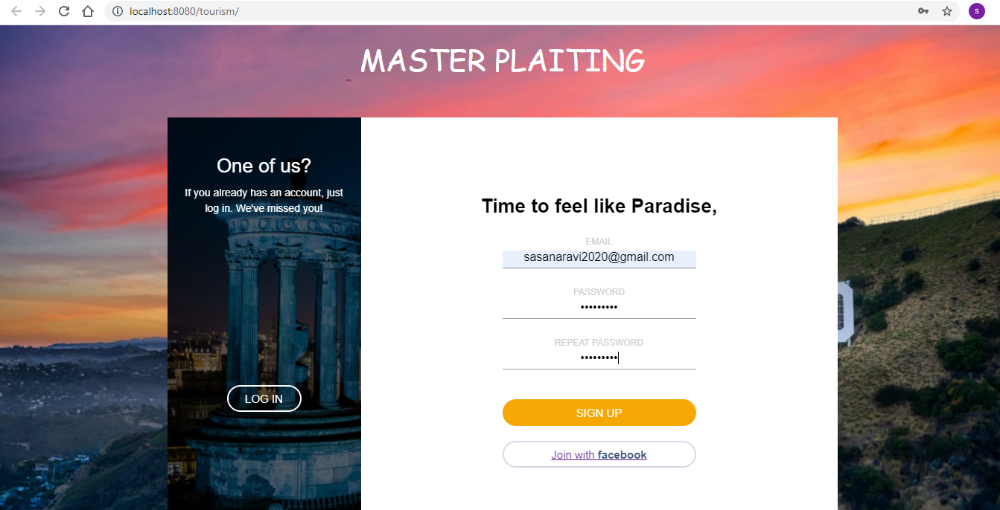 localhost:8080/tourism/
S
MASTER PLAITING
One of us?
If you already has an account, just
log in. We've missed you!
LOG IN
Time to feel like Paradise,
EMAIL
sasanaravi2020@gmail.com
PASSWORD
•••••••••
REPEAT PASSWORD
•••••••••
SIGN UP
Join with facebook